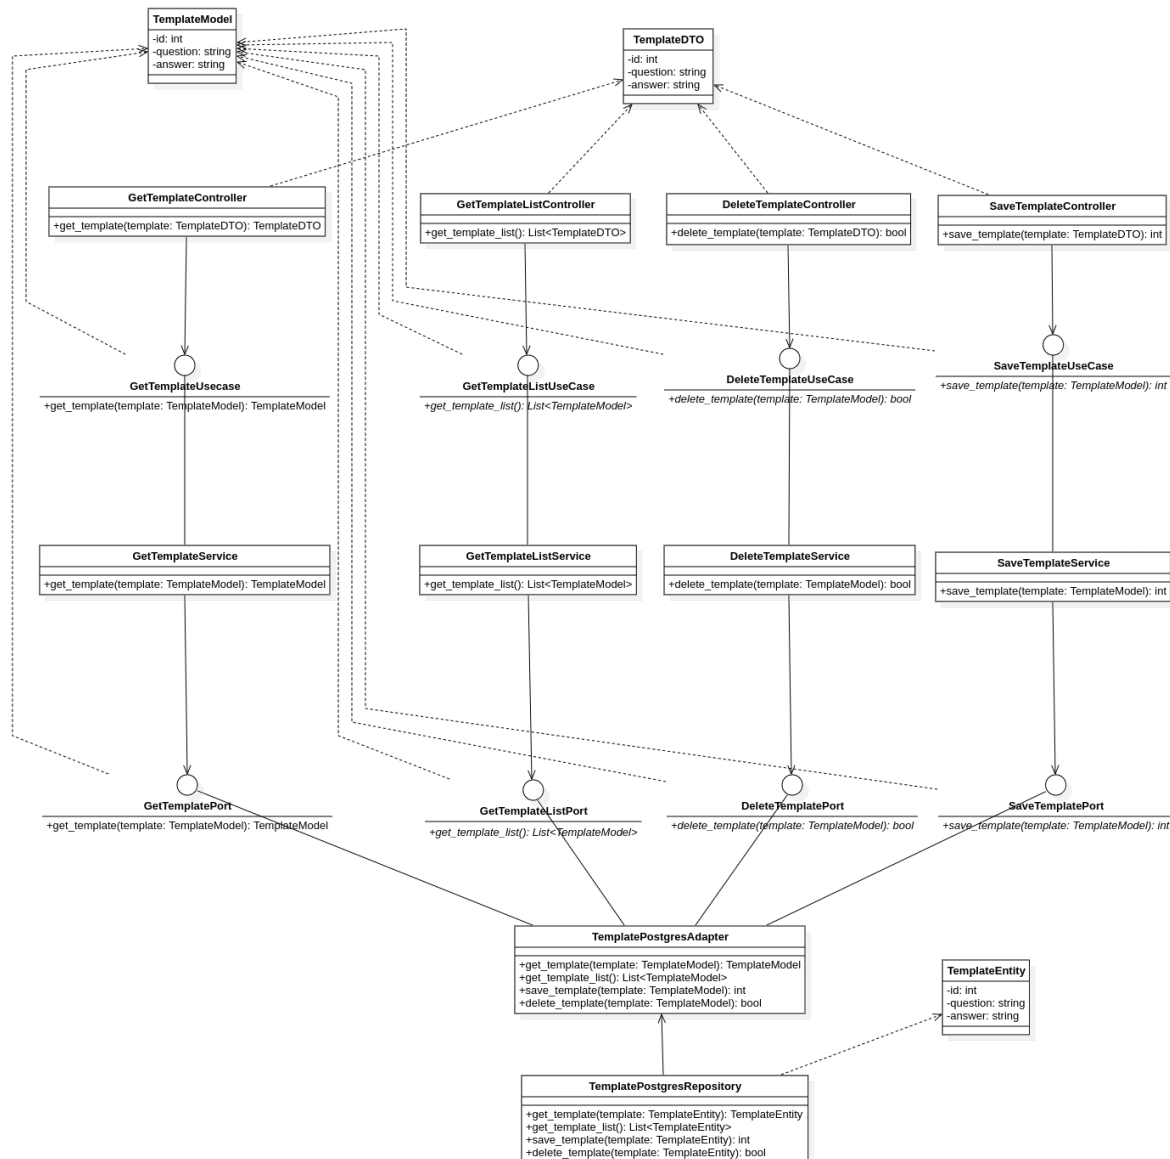 TemplateModel
-id: int
-question: string
-answer: string
TemplateDTO
-id: int
-question: string
-answer: string
GetTemplateController
+get_template(template: TemplateDTO): TemplateDTO
GetTemplateListController
+get_template_list(): List<TemplateDTO>
DeleteTemplateController
+delete_template(template: TemplateDTO): bool
SaveTemplateController
+save_template(template: TemplateDTO): int
GetTemplateUsecase
+get_template(template: TemplateModel): TemplateModel
GetTemplateListUseCase
+get_template_list(): List<TemplateModel>
DeleteTemplateUseCase
+delete_template(template: TemplateModel): bool
SaveTemplateUseCase
+save_template(template: TemplateModel): int
GetTemplateService
+get_template(template: TemplateModel): TemplateModel
GetTemplateListService
+get_template_list(): List<TemplateModel>
DeleteTemplateService
+delete_template(template: TemplateModel): bool
SaveTemplateService
+save_template(template: TemplateModel): int
GetTemplatePort
+get_template(template: TemplateModel): TemplateModel
GetTemplateListPort
+get_template_list(): List<TemplateModel>
DeleteTemplatePort
+delete_template(template: TemplateModel): bool
SaveTemplatePort
+save_template(template: TemplateModel): int
TemplatePostgresAdapter
+get_template(template: TemplateModel): TemplateModel
+get_template_list(): List<TemplateModel>
+save_template(template: TemplateModel): int
+delete_template(template: TemplateModel): bool
TemplateEntity
-id: int
-question: string
-answer: string
TemplatePostgresRepository
+get_template(template: TemplateEntity): TemplateEntity
+get_template_list(): List<TemplateEntity>
+save_template(template: TemplateEntity): int
+delete_template(template: TemplateEntity): bool